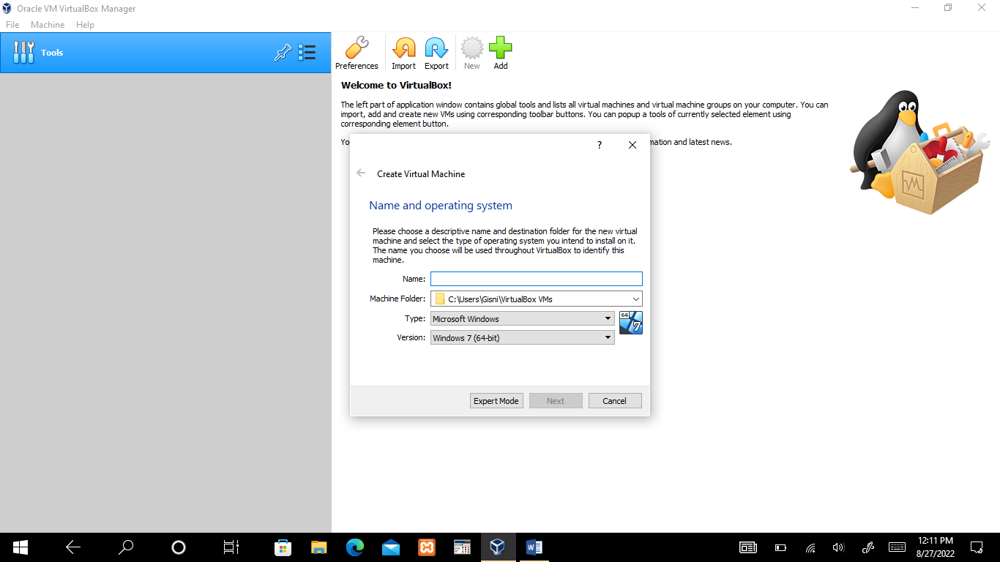 Oracle VM VirtualBox Manager
File Machine Help
Tools
Preferences Import Export New Add
Welcome to VirtualBox!
The left part of application window contains global tools and lists all virtual machines and virtual machine groups on your computer. You can
import, add and create new VMs using corresponding toolbar buttons. You can popup a tools of currently selected element using
corresponding element button.
mation and latest news.
?
Create Virtual Machine
Name and operating system
Please choose a descriptive name and destination folder for the new virtual
machine and select the type of operating system you intend to install on it.
The name you choose will be used throughout VirtualBox to identify this
machine.
Name:
Machine Folder: C:\Users\Gisni\VirtualBox VMs
Type: Microsoft Windows
64
7
Version: Windows 7 (64-bit)
Expert Mode Next Cancel
12:11 PM
8/27/2022